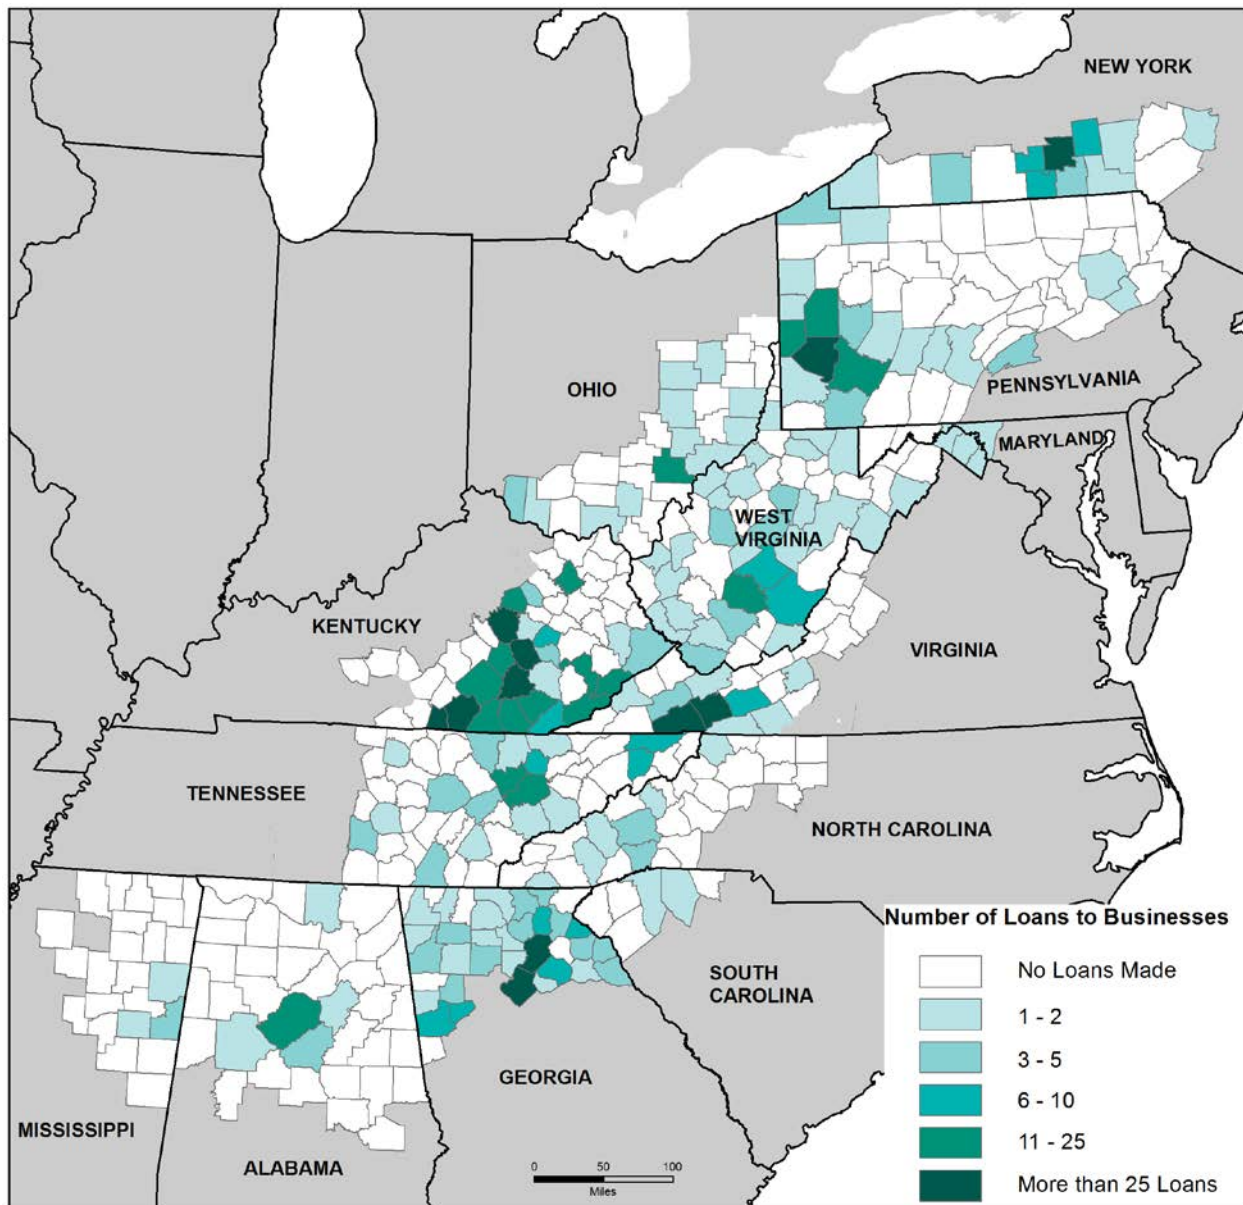 NEW YORK
OHIO
PENNSYLVANIA
MARYLAND
WEST
VIRGINIA
KENTUCKY
VIRGINIA
TENNESSEE
NORTH CAROLINA
SOUTH
CAROLINA
GEORGIA
MISSISSIPPI
ALABAMA
0 50 100
Miles
Number of Loans to Businesses
No Loans Made
1 - 2
3 - 5
6 - 10
11 - 25
More than 25 Loans